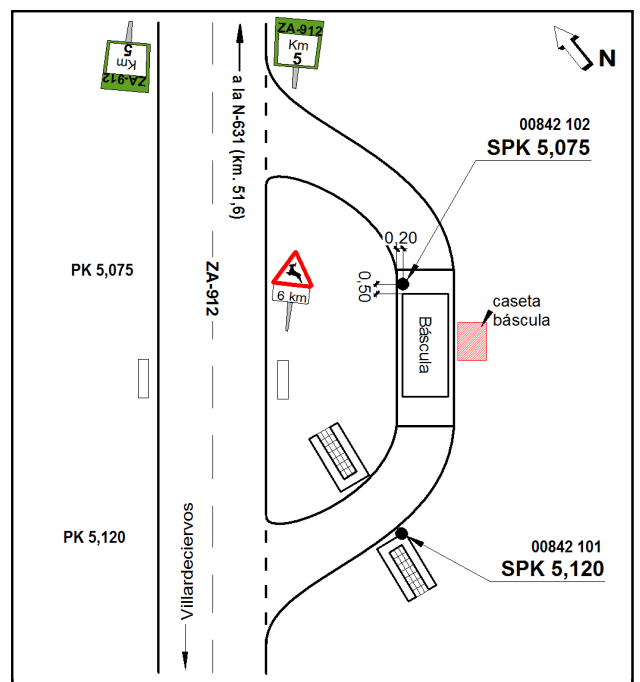 ZA-912
Km
5
ZA-912
Km
5
N
a la N-631 (km. 51,6)
00842 102
SPK 5,075
0,20
PK 5,075
ZA-912
6 km
0,50
caseta
báscula
Báscula
Villardeciervos
PK 5,120
00842 101
SPK 5,120